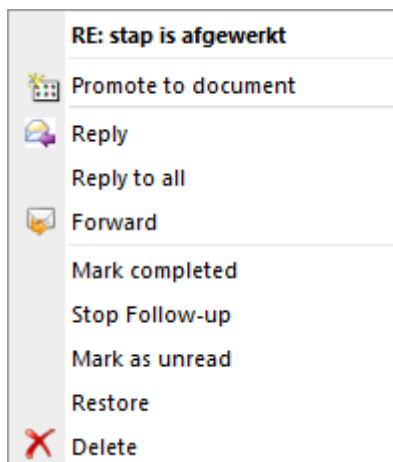 RE: stap is afgewerkt
Promote to document
Reply
Reply to all
Forward
Mark completed
Stop Follow-up
Mark as unread
Restore
Delete